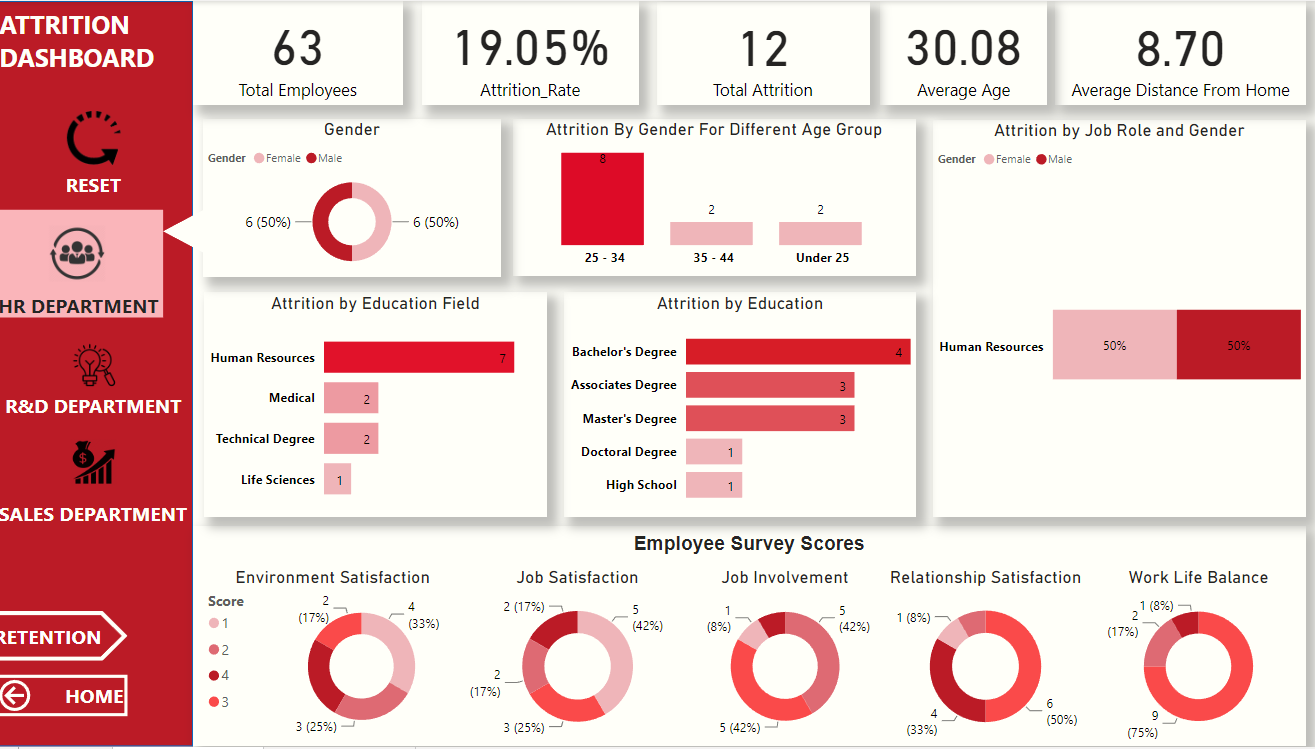 ATTRITION
DASHBOARD
RESET
HR DEPARTMENT
R&D DEPARTMENT
SALES DEPARTMENT
RETENTION
HOME
63
Total Employees
19.05%
Attrition_Rate
12
Total Attrition
30.08
Average Age
8.70
Average Distance From Home
Gender
Gender Female Male
6 (50%) 6 (50%)
Attrition By Gender For Different Age Group
8
2
2
25 - 34 35 - 44 Under 25
Attrition by Job Role and Gender
Gender Female Male
Human Resources 50% 50%
Attrition by Education Field
Human Resources 7
Medical 2
Technical Degree 2
Life Sciences 1
Attrition by Education
Bachelor's Degree 4
Associates Degree 3
Master's Degree 3
Doctoral Degree 1
High School 1
Employee Survey Scores
Score
1
2
4
3
Environment Satisfaction
2
(17%)
4
(33%)
3 (25%)
Job Satisfaction
2 (17%)
5
(42%)
2
(17%)
3 (25%)
Job Involvement
1
(8%)
5
(42%)
5 (42%)
Relationship Satisfaction
1 (8%)
4
(33%)
6
(50%)
Work Life Balance
1 (8%)
2
(17%)
9
(75%)